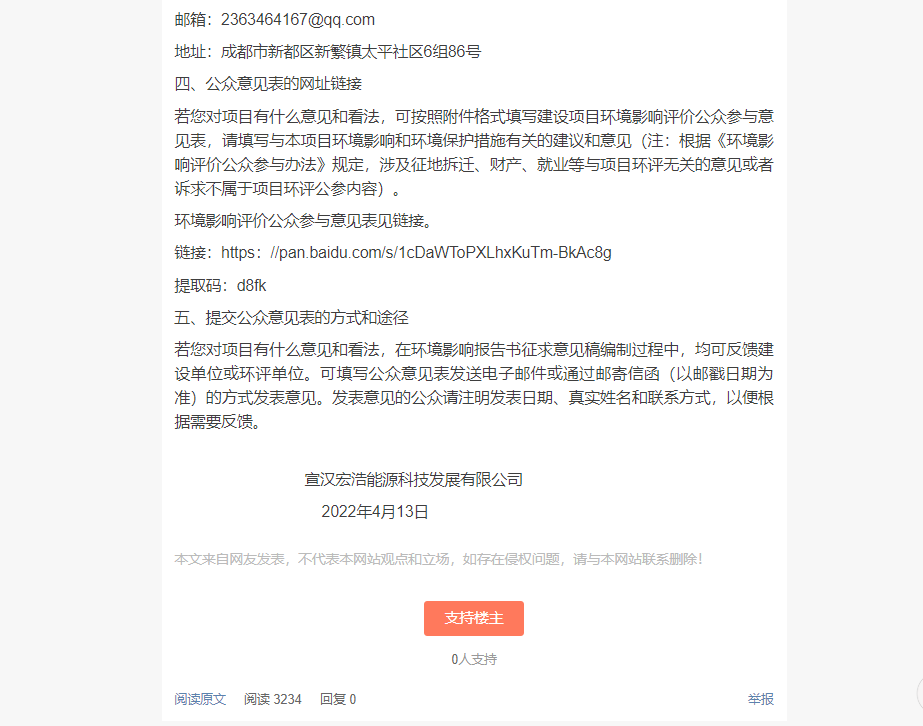 邮箱：2363464167@qq.com
地址：成都市新都区新繁镇太平社区6组86号
四、公众意见表的网址链接
若您对项目有什么意见和看法，可按照附件格式填写建设项目环境影响评价公众参与意
见表，请填写与本项目环境影响和环境保护措施有关的建议和意见（注：根据《环境影
响评价公众参与办法》规定，涉及征地拆迁、财产、就业等与项目环评无关的意见或者
诉求不属于项目环评公参内容）。
环境影响评价公众参与意见表见链接。
链接：https：//pan.baidu.com/s/1cDaWToPXLhxKuTm-BkAc8g
提取码：d8fk
五、提交公众意见表的方式和途径
若您对项目有什么意见和看法，在环境影响报告书征求意见稿编制过程中，均可反馈建
设单位或环评单位。可填写公众意见表发送电子邮件或通过邮寄信函（以邮戳日期为
准）的方式发表意见。发表意见的公众请注明发表日期、真实姓名和联系方式，以便根
据需要反馈。
宣汉宏浩能源科技发展有限公司
2022年4月13日
本文来自网友发表，不代表本网站观点和立场，如存在侵权问题，请与本网站联系删除！
支持楼主
0人支持
阅读原文 阅读 3234 回复 0 举报